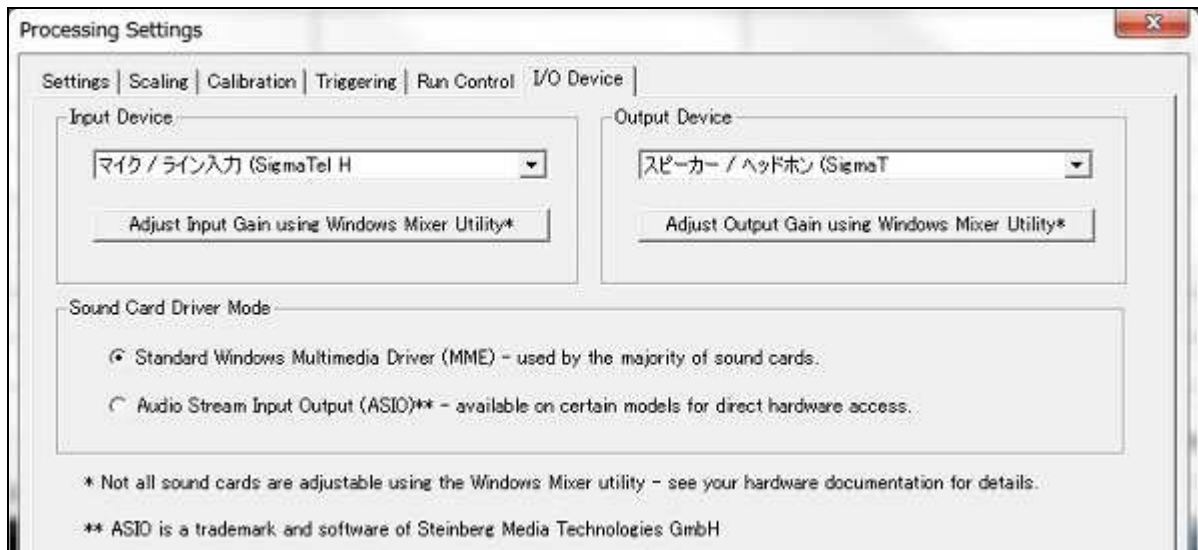 Processing Settings
Settings | Scaling | Calibration | Triggering | Run Control | I/O Device
Input Device
マイク / ライン入力 (SigmaTel H
Adjust Input Gain using Windows Mixer Utility*
Output Device
スピーカー / ヘッドホン (SigmaT
Adjust Output Gain using Windows Mixer Utility*
Sound Card Driver Mode
Standard Windows Multimedia Driver (MME) - used by the majority of sound cards.
Audio Stream Input Output (ASIO)** - available on certain models for direct hardware access.
* Not all sound cards are adjustable using the Windows Mixer utility - see your hardware documentation for details.
** ASIO is a trademark and software of Steinberg Media Technologies GmbH